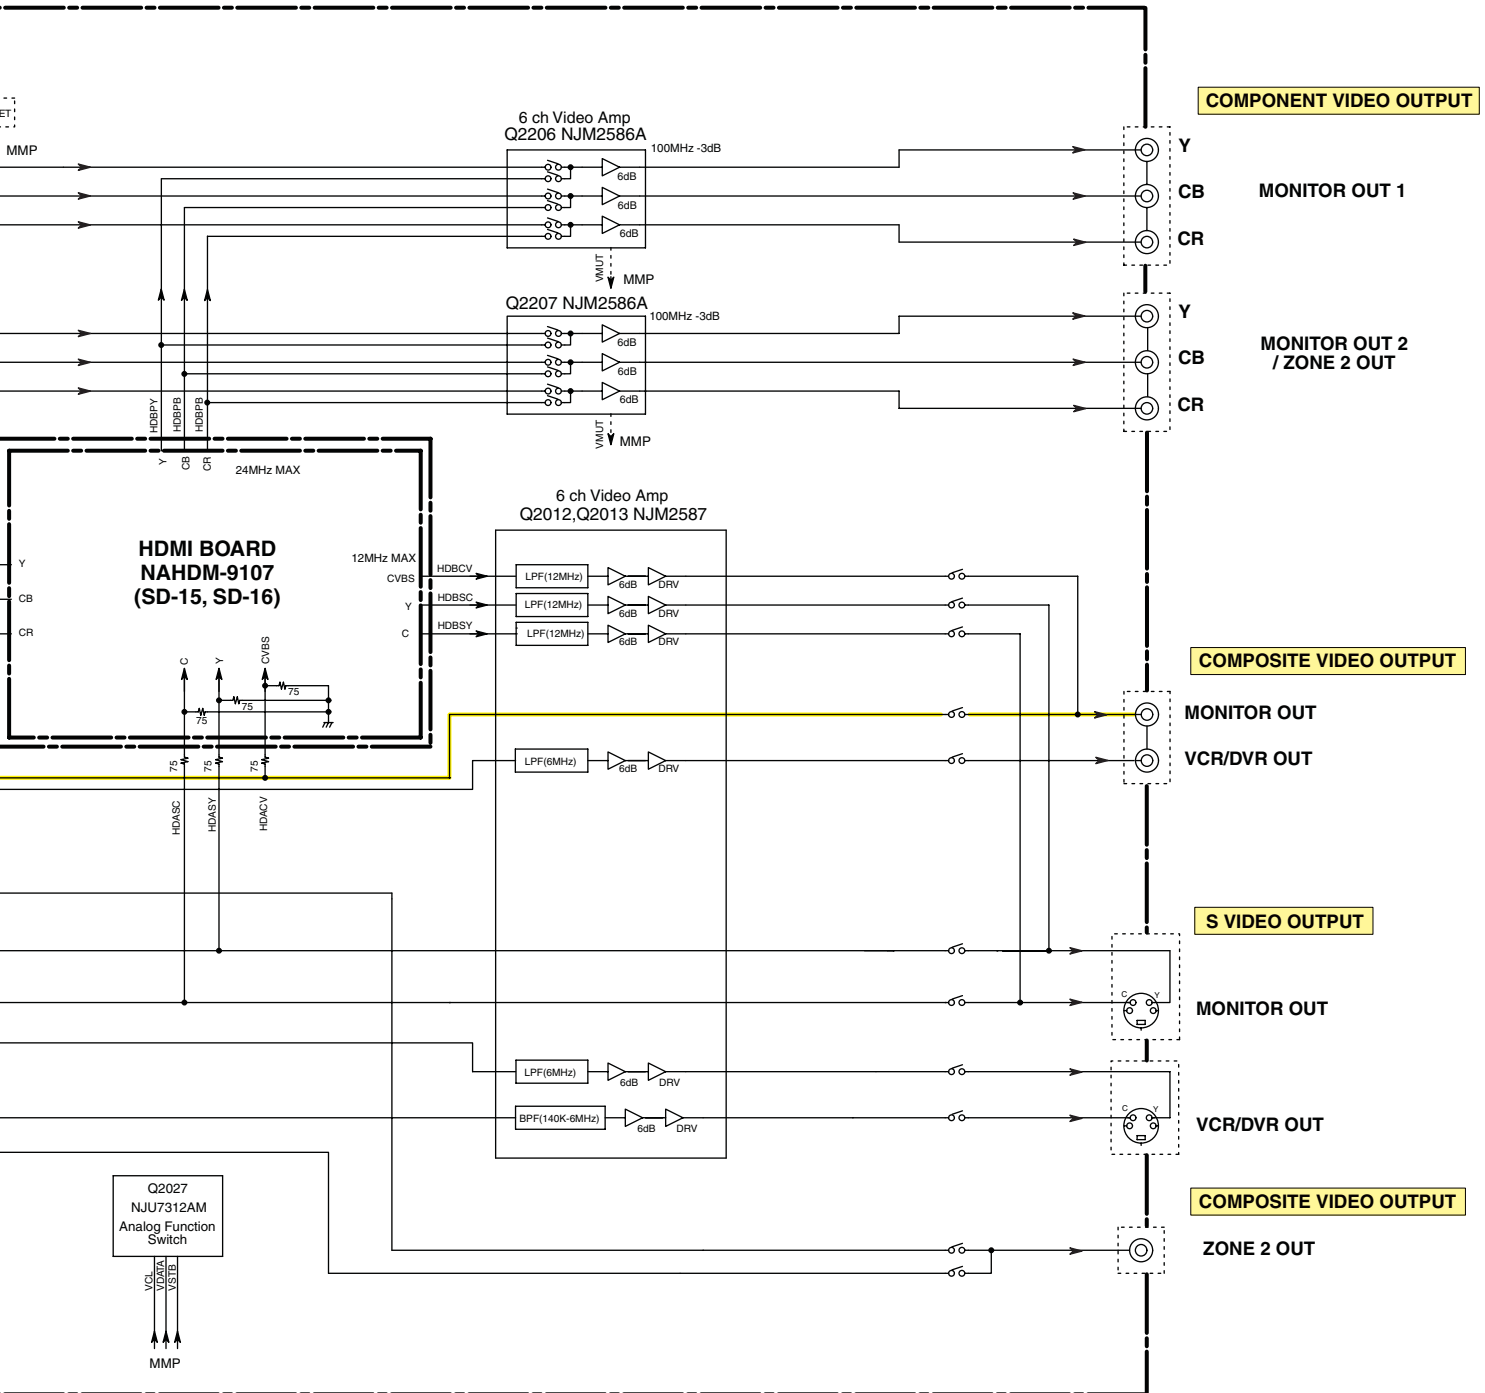 COMPONENT VIDEO OUTPUT
ET
MMP
6 ch Video Amp
Q2206 NJM2586A
100MHz -3dB
6dB
6dB
6dB
VMUT
MMP
Y
CB
CR
MONITOR OUT 1
Q2207 NJM2586A
100MHz -3dB
6dB
6dB
6dB
VMUT
MMP
Y
CB
CR
MONITOR OUT 2
/ ZONE 2 OUT
HDBPY
HDBPB
HDBPB
Y
CB
CR
24MHz MAX
HDMI BOARD
NAHDM-9107
(SD-15, SD-16)
Y
CB
CR
12MHz MAX
CVBS
Y
C
HDBCV
HDBSC
HDBSY
C
Y
CVBS
75
75
75
75
75
75
HDASC
HDASY
HDACV
6 ch Video Amp
Q2012,Q2013 NJM2587
LPF(12MHz)
6dB
DRV
LPF(12MHz)
6dB
DRV
LPF(12MHz)
6dB
DRV
LPF(6MHz)
6dB
DRV
LPF(6MHz)
6dB
DRV
BPF(140K-6MHz)
6dB
DRV
COMPOSITE VIDEO OUTPUT
MONITOR OUT
VCR/DVR OUT
S VIDEO OUTPUT
C
Y
MONITOR OUT
C
Y
VCR/DVR OUT
COMPOSITE VIDEO OUTPUT
ZONE 2 OUT
Q2027
NJU7312AM
Analog Function
Switch
VCL
VDATA
VSTB
MMP